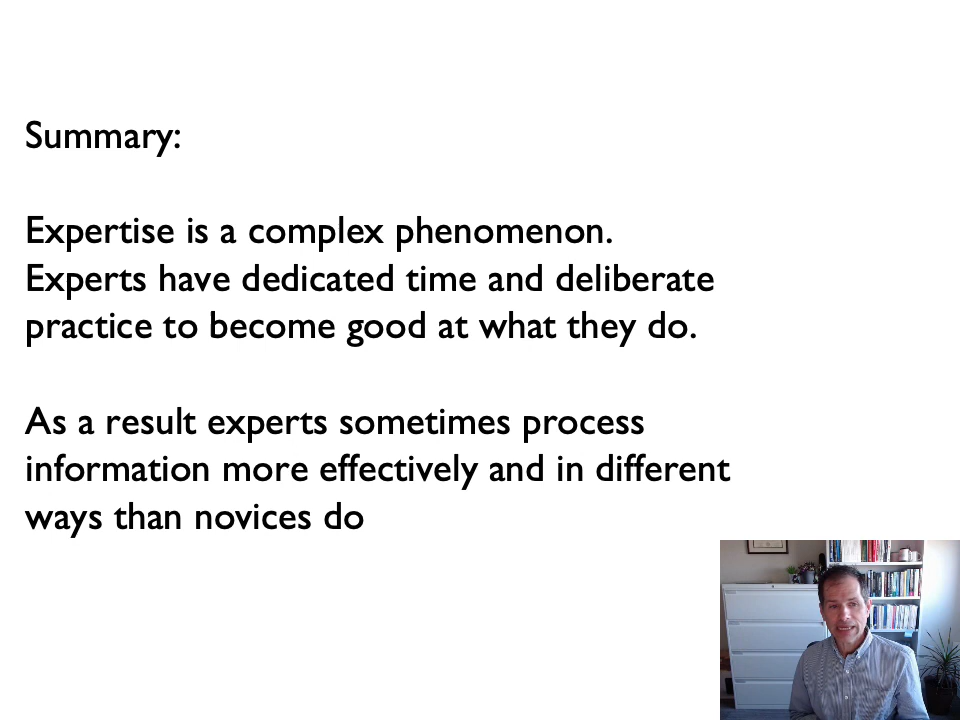 Summary:
Expertise is a complex phenomenon.
Experts have dedicated time and deliberate
practice to become good at what they do.
As a result experts sometimes process
information more effectively and in different
ways than novices do